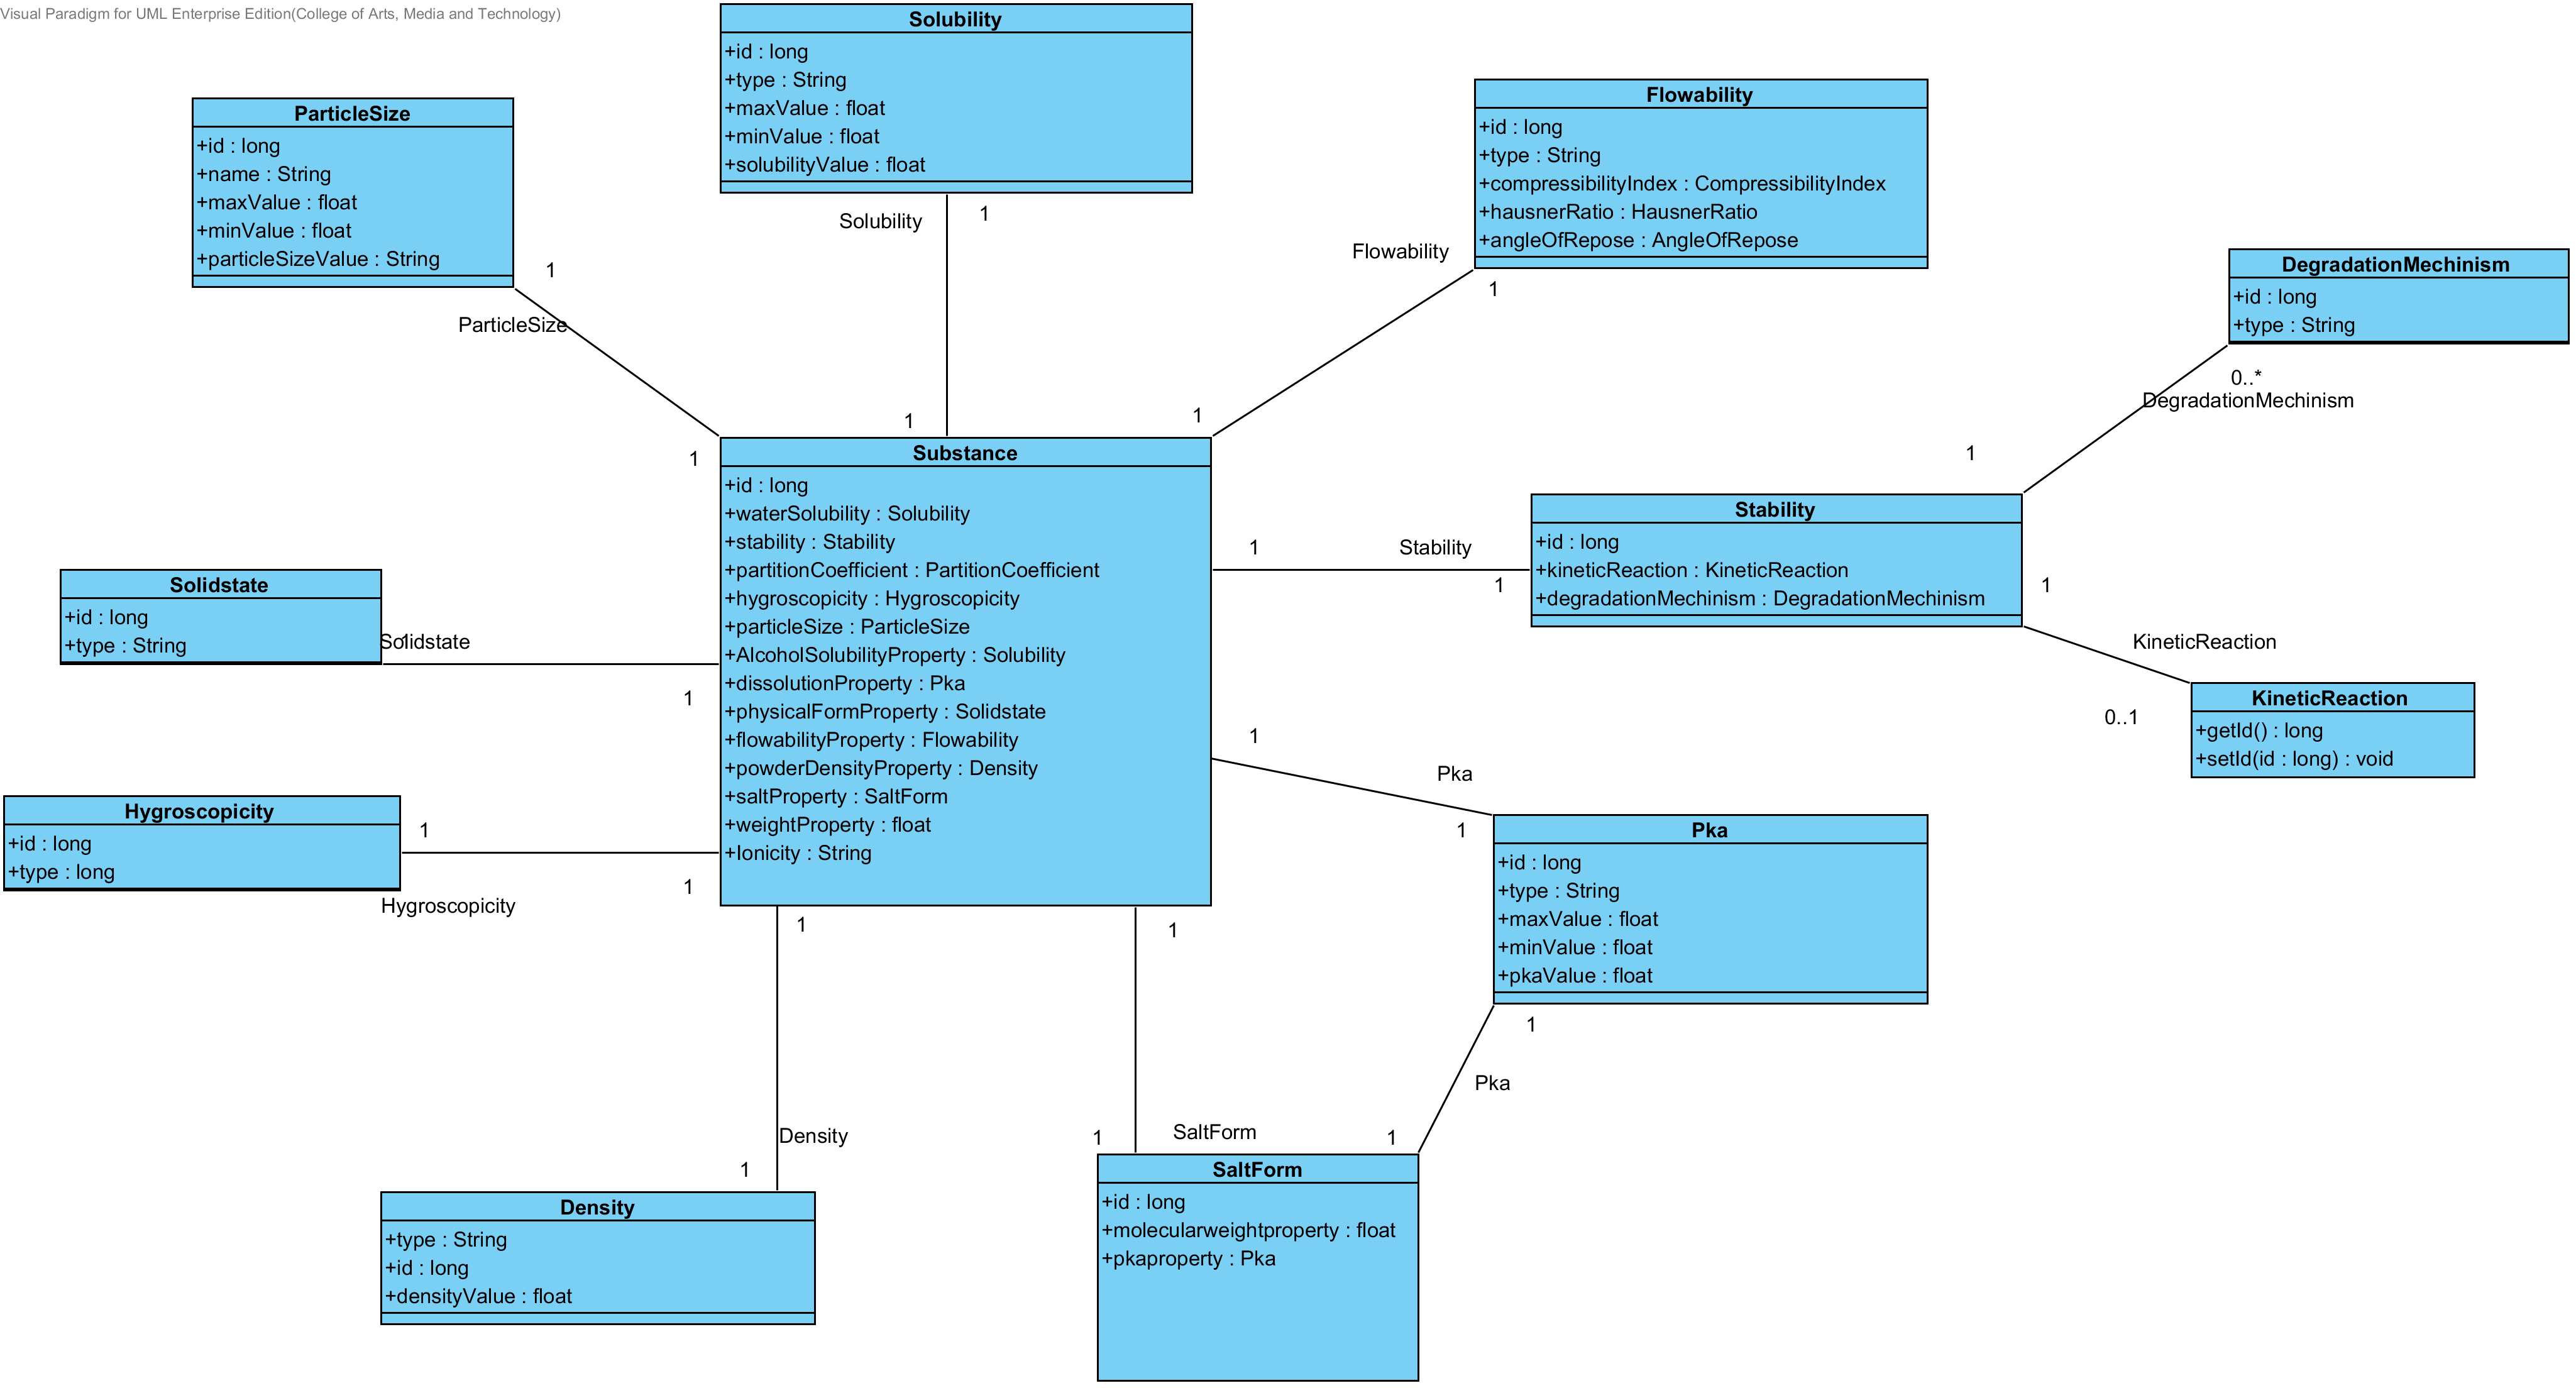 Visual Paradigm for UML Enterprise Edition(College of Arts, Media and Technology)
Solubility
+id : long
+type : String
+maxValue : float
+minValue : float
+solubilityValue : float
Flowability
+id : long
+type : String
+compressibilityIndex : CompressibilityIndex
+hausnerRatio : HausnerRatio
+angleOfRepose : AngleOfRepose
ParticleSize
+id : long
+name : String
+maxValue : float
+minValue : float
+particleSizeValue : String
DegradationMechinism
+id : long
+type : String
Solubility
1
Flowability
1
1
ParticleSize
0..*
DegradationMechinism
1
1
1
1
1
Substance
+id : long
+waterSolubility : Solubility
+stability : Stability
+partitionCoefficient : PartitionCoefficient
+hygroscopicity : Hygroscopicity
+particleSize : ParticleSize
+AlcoholSolubilityProperty : Solubility
+dissolutionProperty : Pka
+physicalFormProperty : Solidstate
+flowabilityProperty : Flowability
+powderDensityProperty : Density
+saltProperty : SaltForm
+weightProperty : float
+Ionicity : String
Stability
+id : long
+kineticReaction : KineticReaction
+degradationMechinism : DegradationMechinism
1
Stability
1
1
KineticReaction
0..1
KineticReaction
+getId() : long
+setId(id : long) : void
Solidstate
+id : long
+type : String
Solidstate
1
1
Hygroscopicity
+id : long
+type : long
1
1
Hygroscopicity
1
Pka
1
Pka
+id : long
+type : String
+maxValue : float
+minValue : float
+pkaValue : float
1
1
1
Pka
Density
1
1
SaltForm
1
SaltForm
+id : long
+molecularweightproperty : float
+pkaproperty : Pka
Density
+type : String
+id : long
+densityValue : float